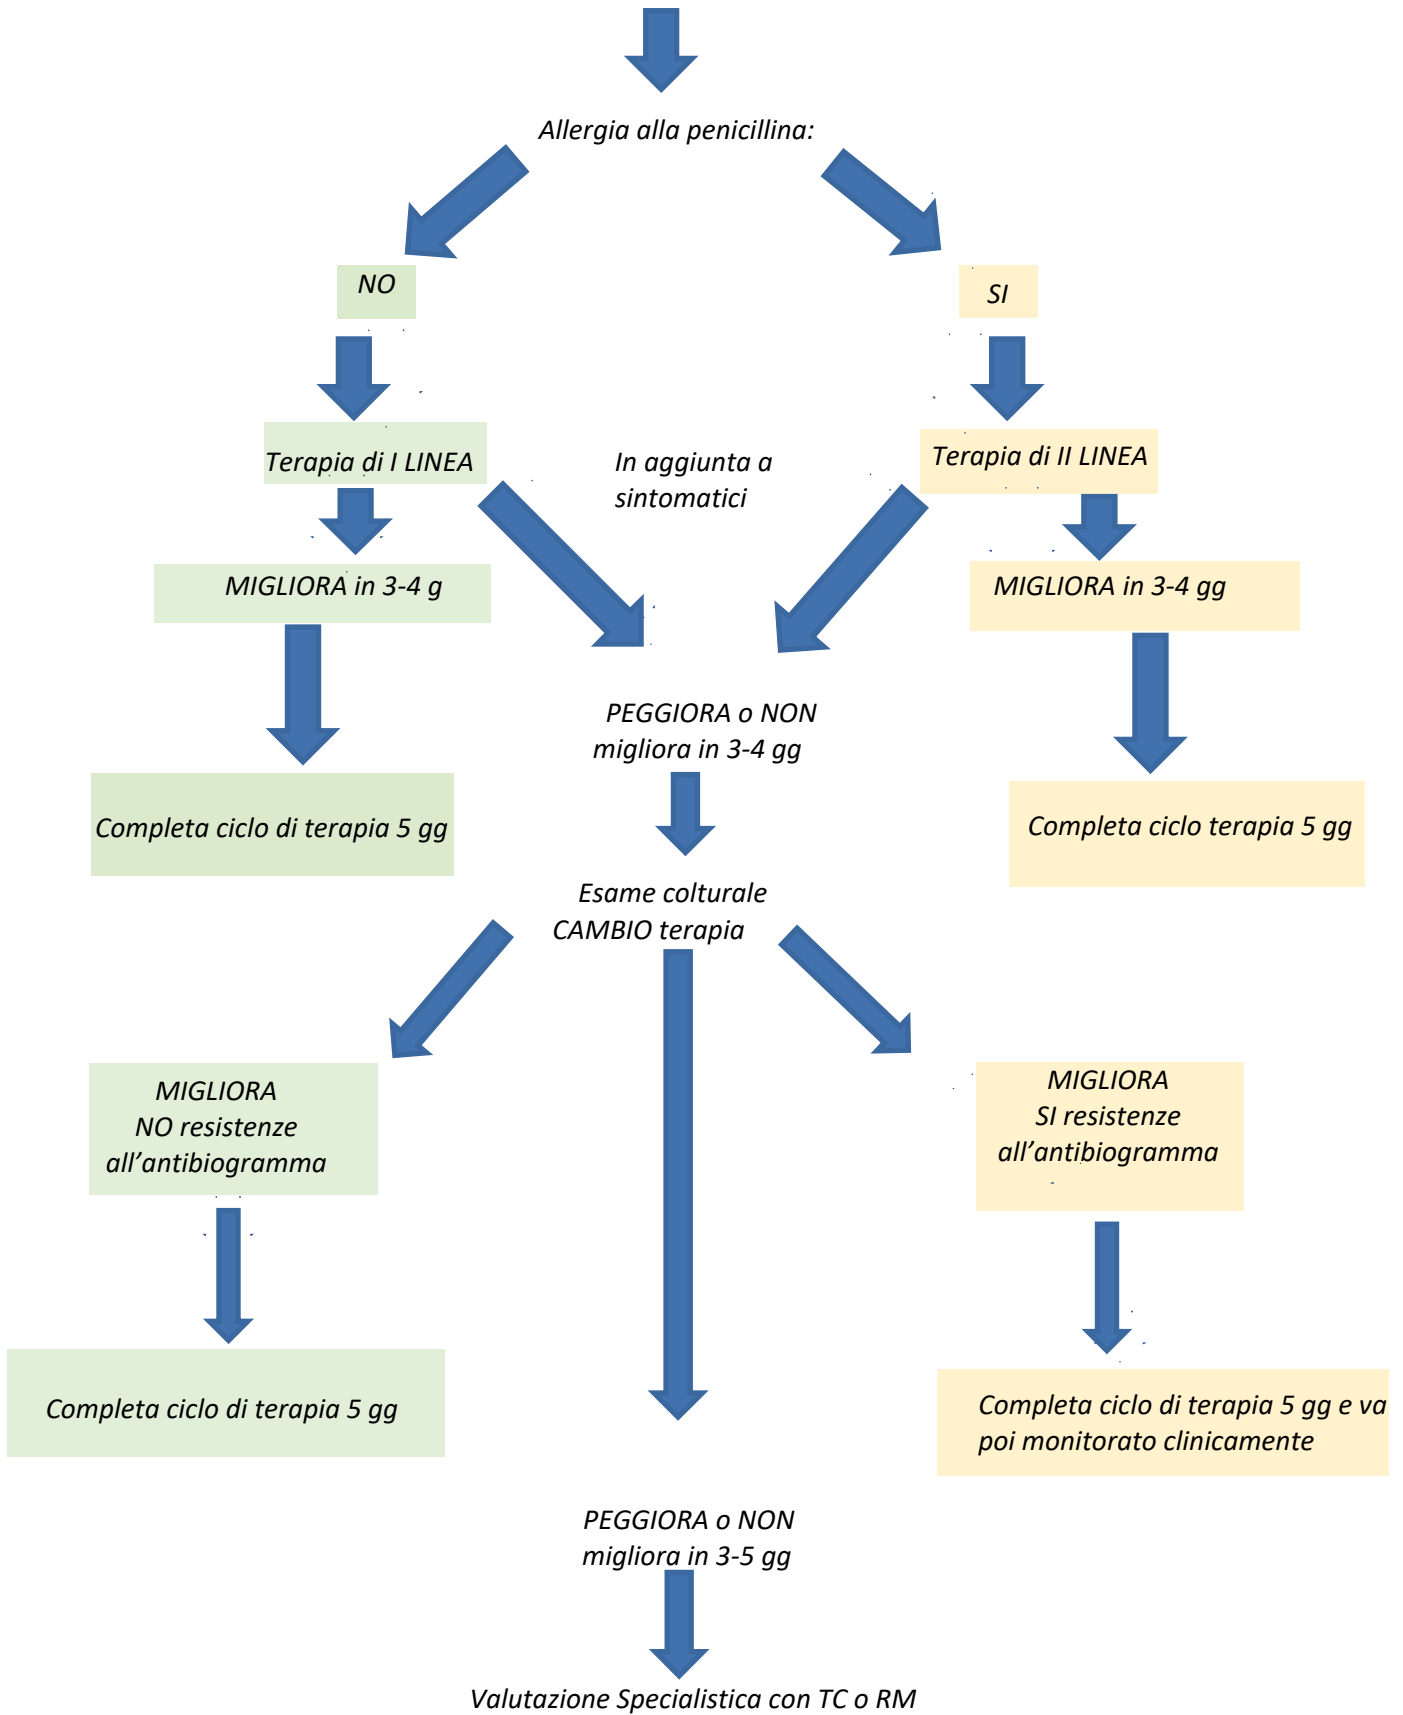 Allergia alla penicillina:
NO
SI
Terapia di I LINEA
In aggiunta a
sintomatici
Terapia di II LINEA
MIGLIORA in 3-4 g
MIGLIORA in 3-4 gg
PEGGIORA o NON
migliora in 3-4 gg
Completa ciclo di terapia 5 gg
Completa ciclo terapia 5 gg
Esame colturale
CAMBIO terapia
MIGLIORA
NO resistenze
all’antibiogramma
MIGLIORA
SI resistenze
all’antibiogramma
Completa ciclo di terapia 5 gg
Completa ciclo di terapia 5 gg e va
poi monitorato clinicamente
PEGGIORA o NON
migliora in 3-5 gg
Valutazione Specialistica con TC o RM